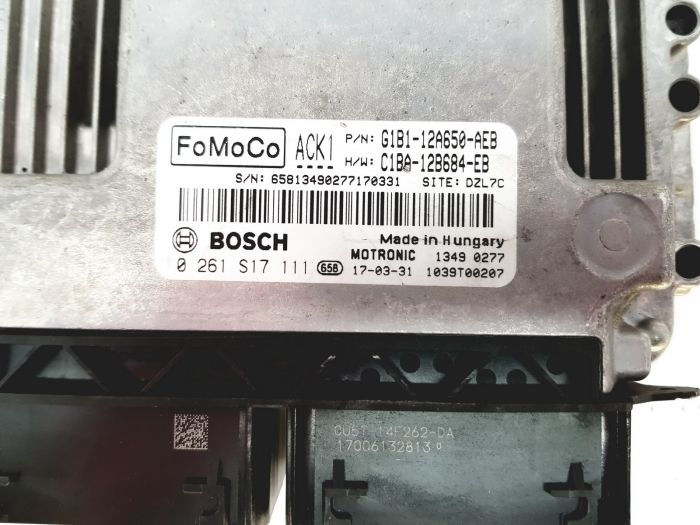 FoMoCo ACK1 P/N: G1B1-12A650-AEB
H/W: C1BA-12B684-EB
S/N: 65813490277170331 SITE: DZL7C
BOSCH Made in Hungary
MOTRONIC 1349 0277
0 261 S17 111 658 17-03-31 1039T00207
CU5T 14F262-DA
17006132813